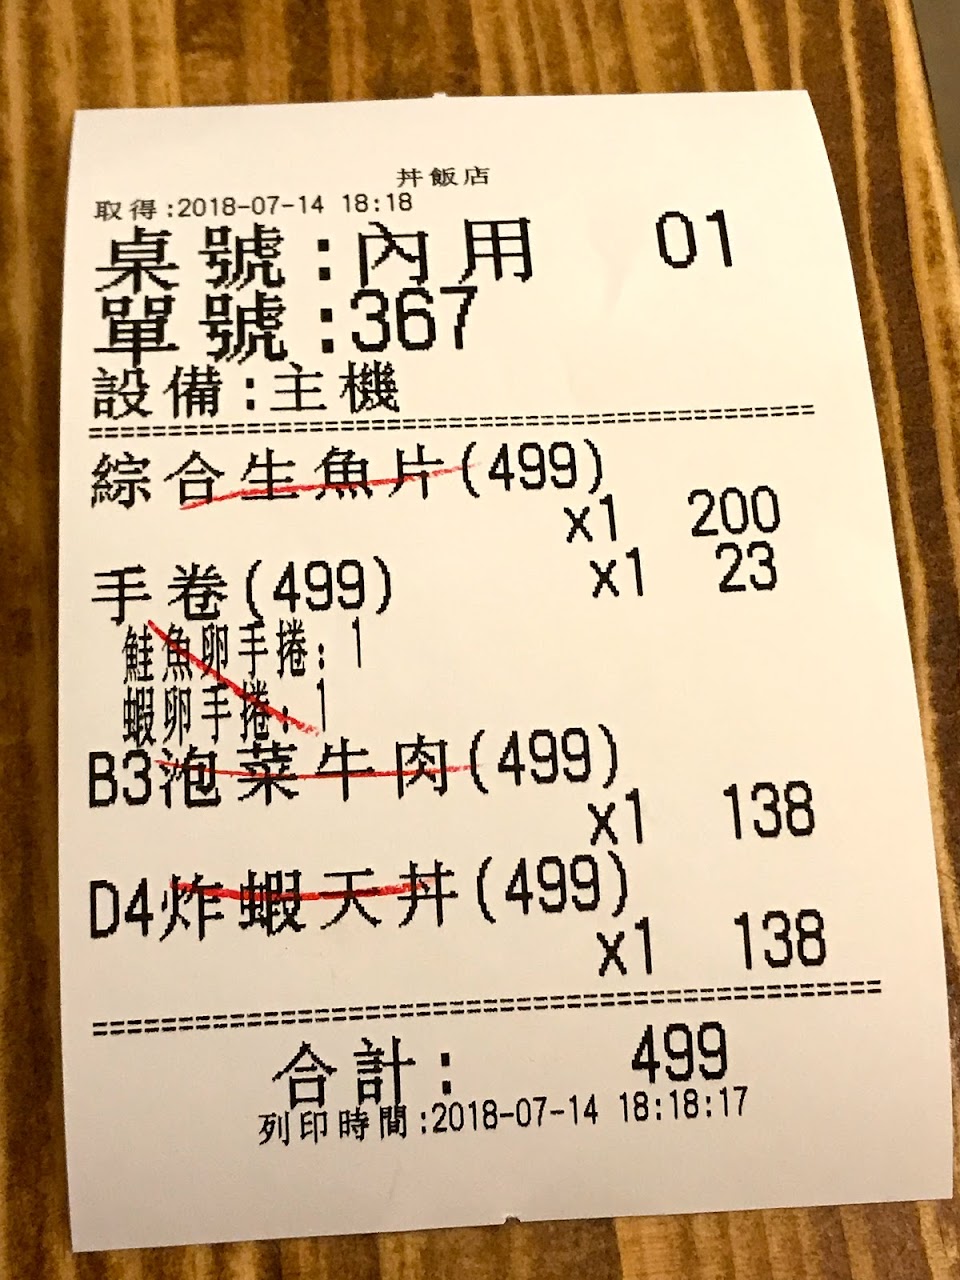 丼飯店
取得:2018-07-14 18:18
桌號:內用 01
單號:367
設備:主機
綜合生魚片(499)
x1 200
手卷(499) x1 23
鮭魚卵手捲: 1
蝦卵手捲: 1
B3泡菜牛肉(499)
x1 138
D4炸蝦天丼(499)
x1 138
合計: 499
列印時間:2018-07-14 18:18:17